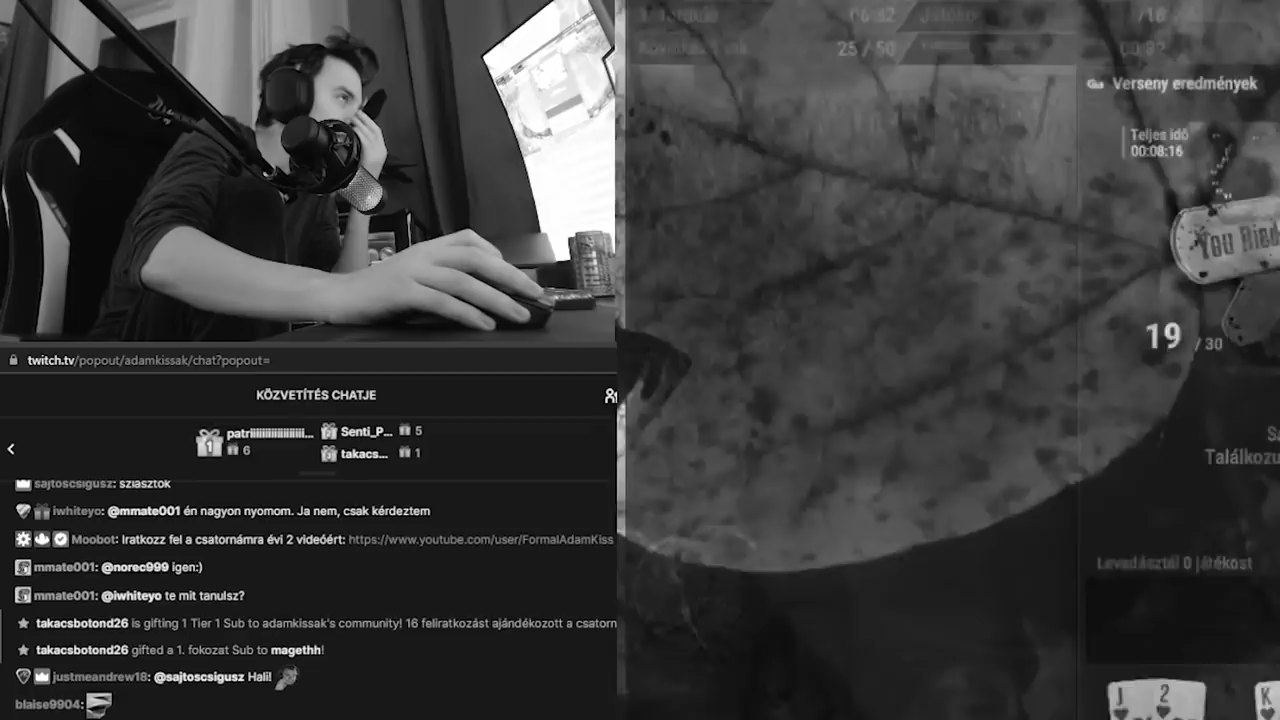 twitch.tv/popout/adamkissak/chat?popout=
KÖZVETÍTÉS CHATJE
patriiiiiiiiiiiiiiiiii...
6
Senti_P...
5
takacs...
1
sajtoscsigusz: sziasztok
iwhiteyo: @mmate001 én nagyon nyomom. Ja nem, csak kérdeztem
Moobot: Iratkozz fel a csatornámra évi 2 videóért: https://www.youtube.com/user/FormalAdamKiss
mmate001: @norec999 igen:)
mmate001: @iwhiteyo te mit tanulsz?
takacsbotond26 is gifting 1 Tier 1 Sub to adamkissak's community! 16 feliratkozást ajándékozott a csatorn
takacsbotond26 gifted a 1. fokozat Sub to magethh!
justmeandrew18: @sajtoscsigusz Hali!
blaise9904:
06:32
25 / 50
Verseny eredmények
Teljes idő
00:08:16
You Died
19 / 30
Találkozu
Levadásztál 0 játékost
J 2 K